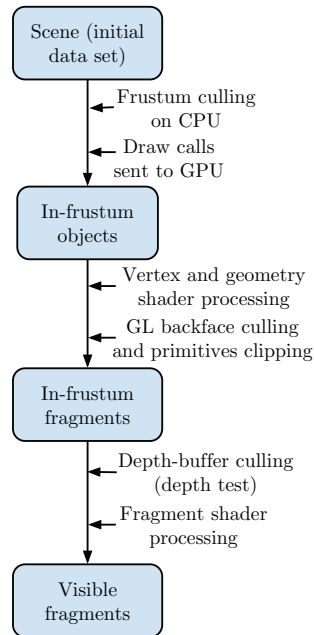 Scene (initial
data set)
Frustum culling
on CPU
Draw calls
sent to GPU
In-frustum
objects
Vertex and geometry
shader processing
GL backface culling
and primitives clipping
In-frustum
fragments
Depth-buffer culling
(depth test)
Fragment shader
processing
Visible
fragments